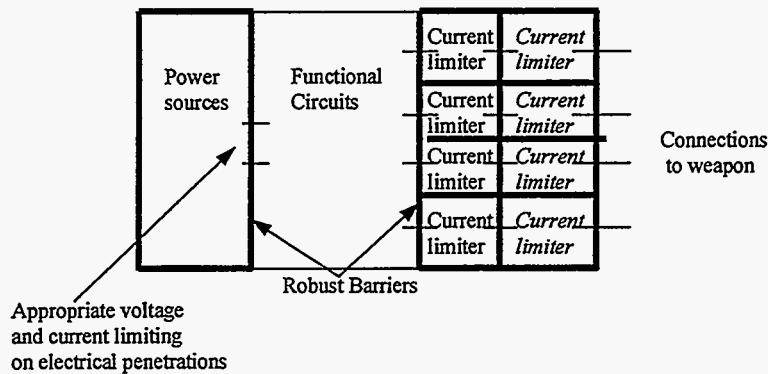 Power
sources
Functional
Circuits
Current
limiter
Current
limiter
Current
limiter
Current
limiter
Current
limiter
Current
limiter
Current
limiter
Current
limiter
Connections
to weapon
Robust Barriers
Appropriate voltage
and current limiting
on electrical penetrations